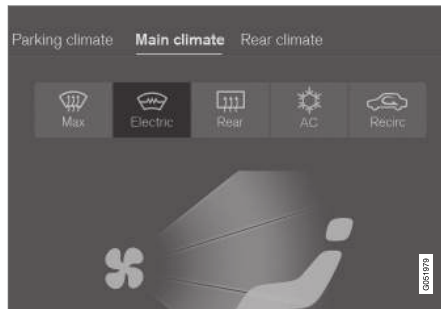 Parking climate Main climate Rear climate
Max Electric Rear AC Recirc
G051979